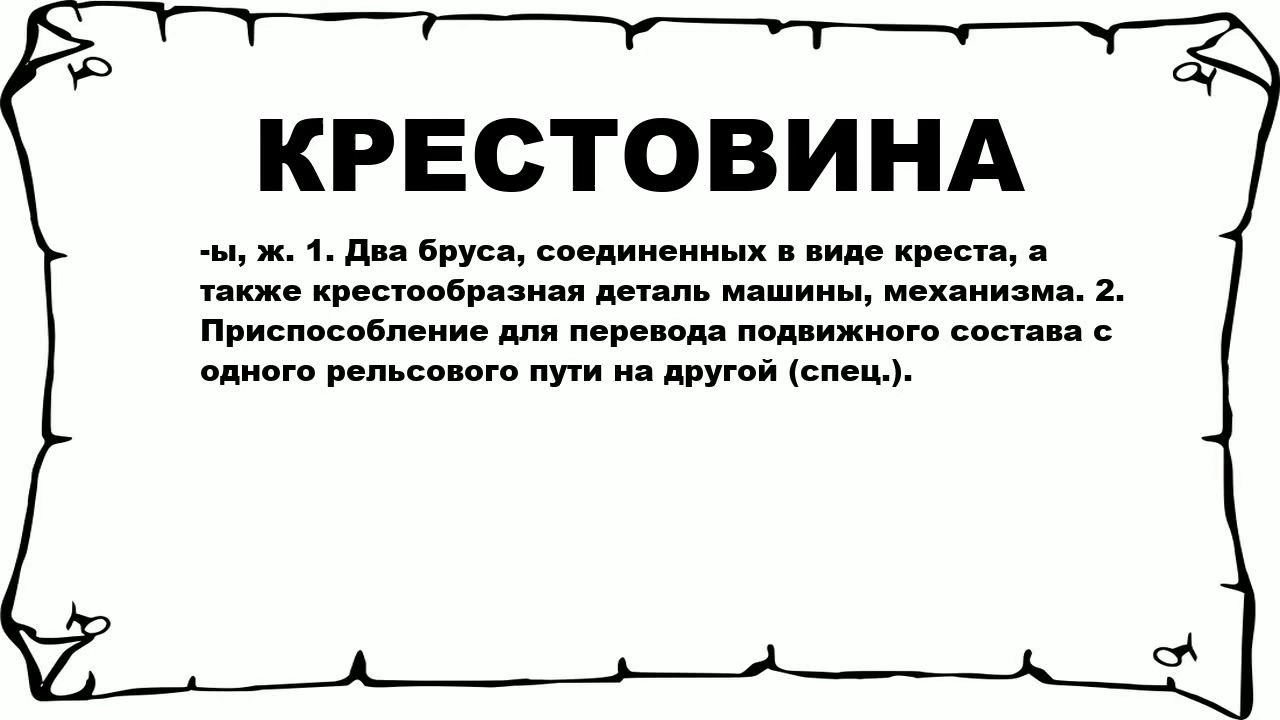 КРЕСТОВИНА
-ы, ж. 1. Два бруса, соединенных в виде креста, а
также крестообразная деталь машины, механизма. 2.
Приспособление для перевода подвижного состава с
одного рельсового пути на другой (спец.).